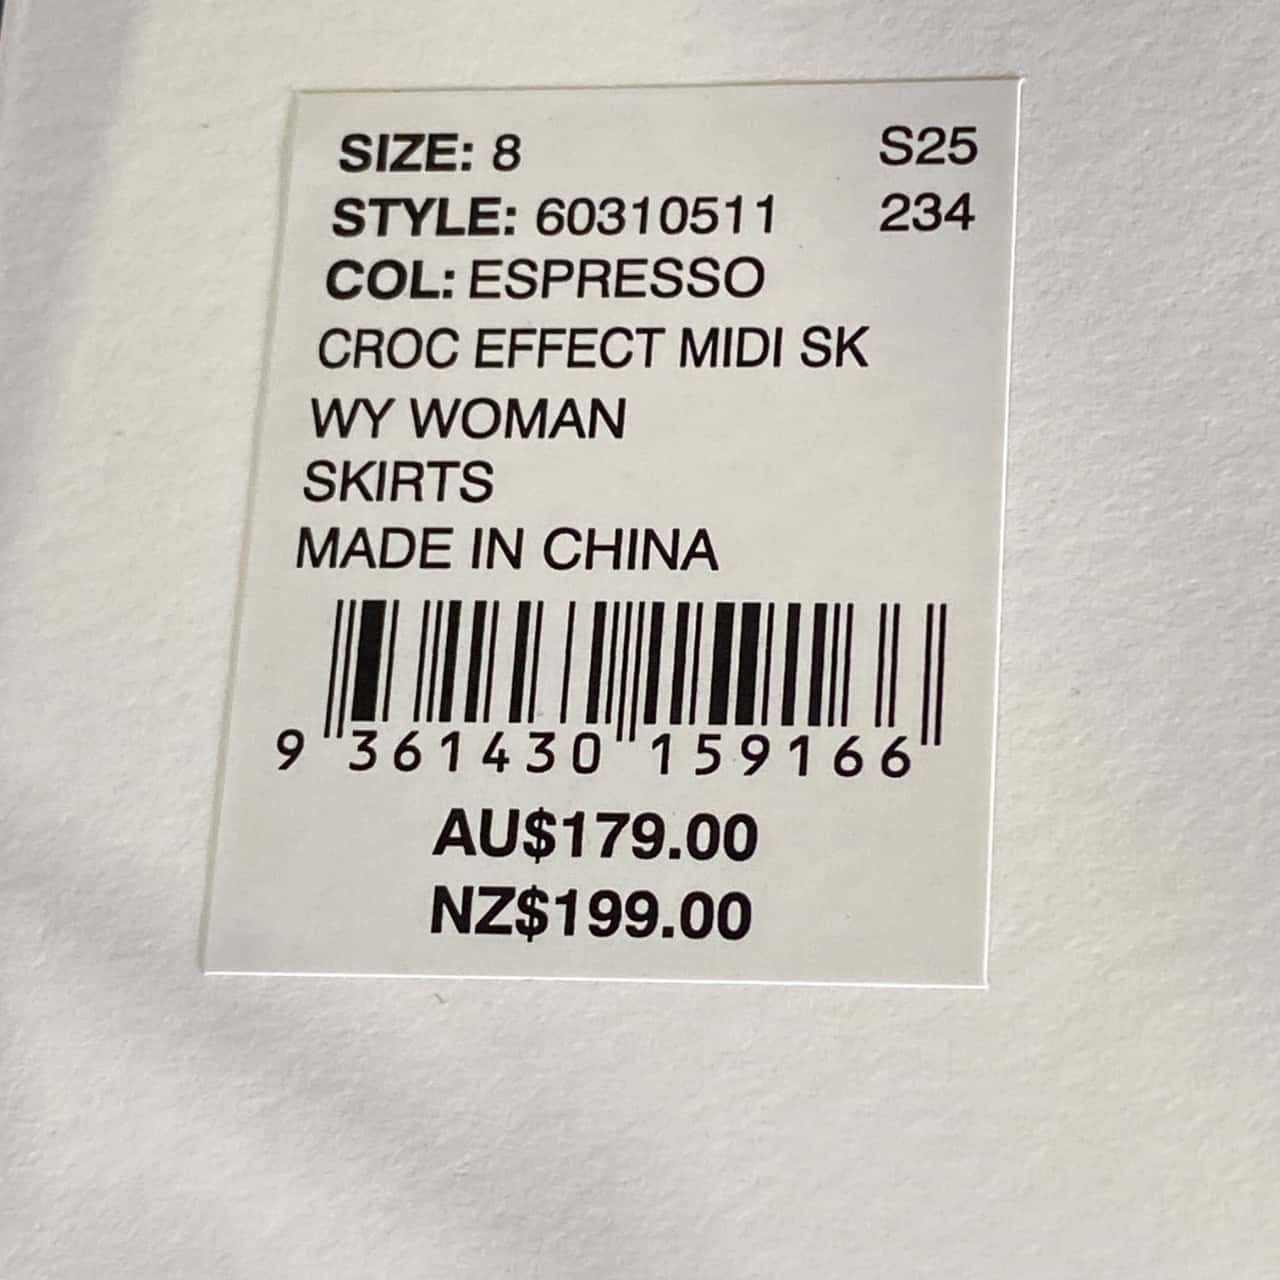 SIZE: 8 S25
STYLE: 60310511 234
COL: ESPRESSO
CROC EFFECT MIDI SK
WY WOMAN
SKIRTS
MADE IN CHINA
9 361430 159166
AU$179.00
NZ$199.00